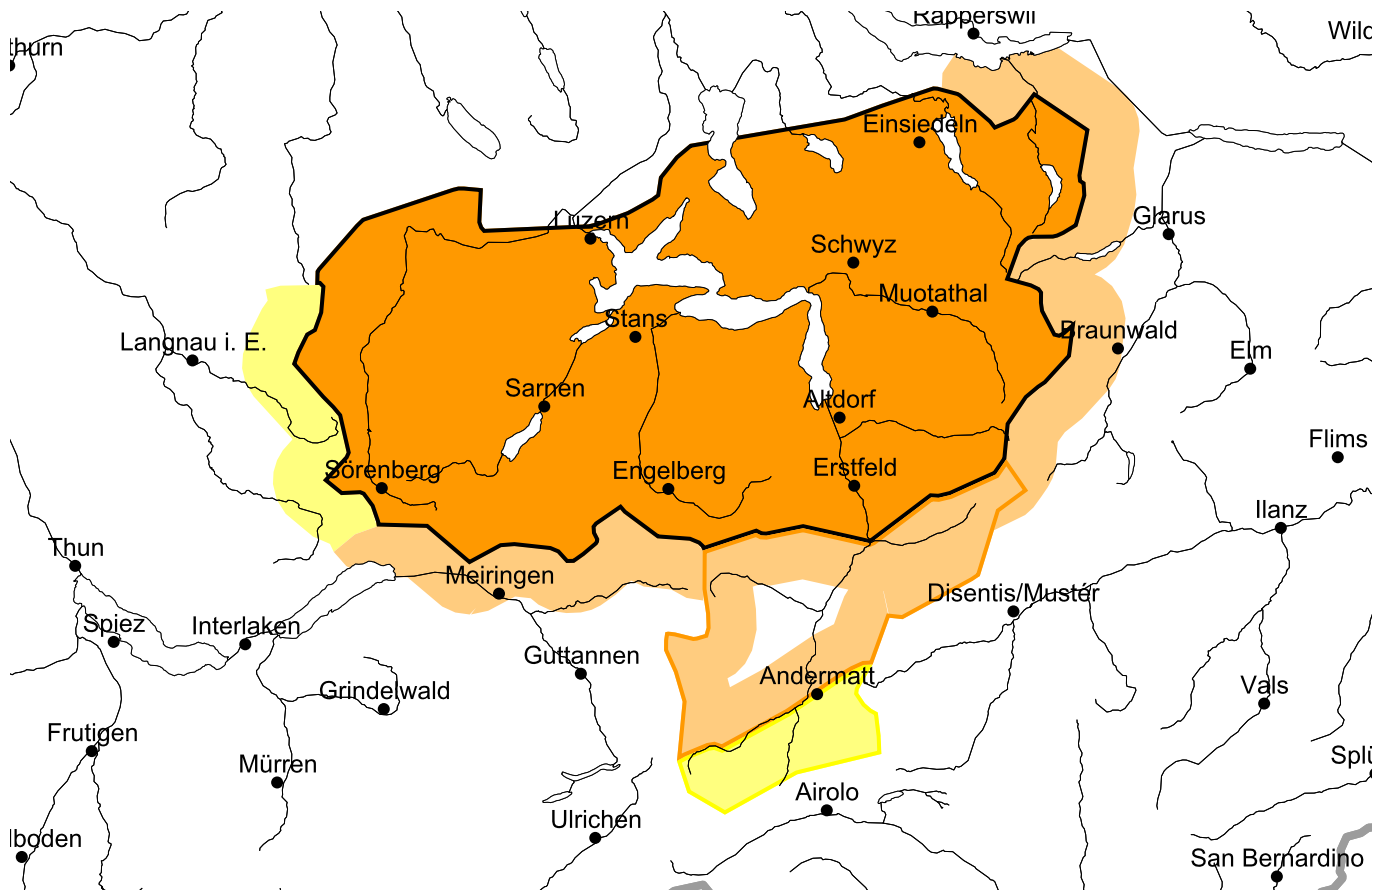 Rapperswil
thurn
Wild
Einsiedeln
Glarus
Luzern
Schwyz
Muotathal
Stans
Braunwald
Langnau i. E.
Elm
Sarnen
Altdorf
Flims
Sörenberg
Engelberg
Erstfeld
Ilanz
Thun
Meiringen
Disentis/Mustér
Spiez
Interlaken
Guttannen
Andermatt
Grindelwald
Vals
Frutigen
Mürren
Splü
Airolo
Ulrichen
lboden
San Bernardino